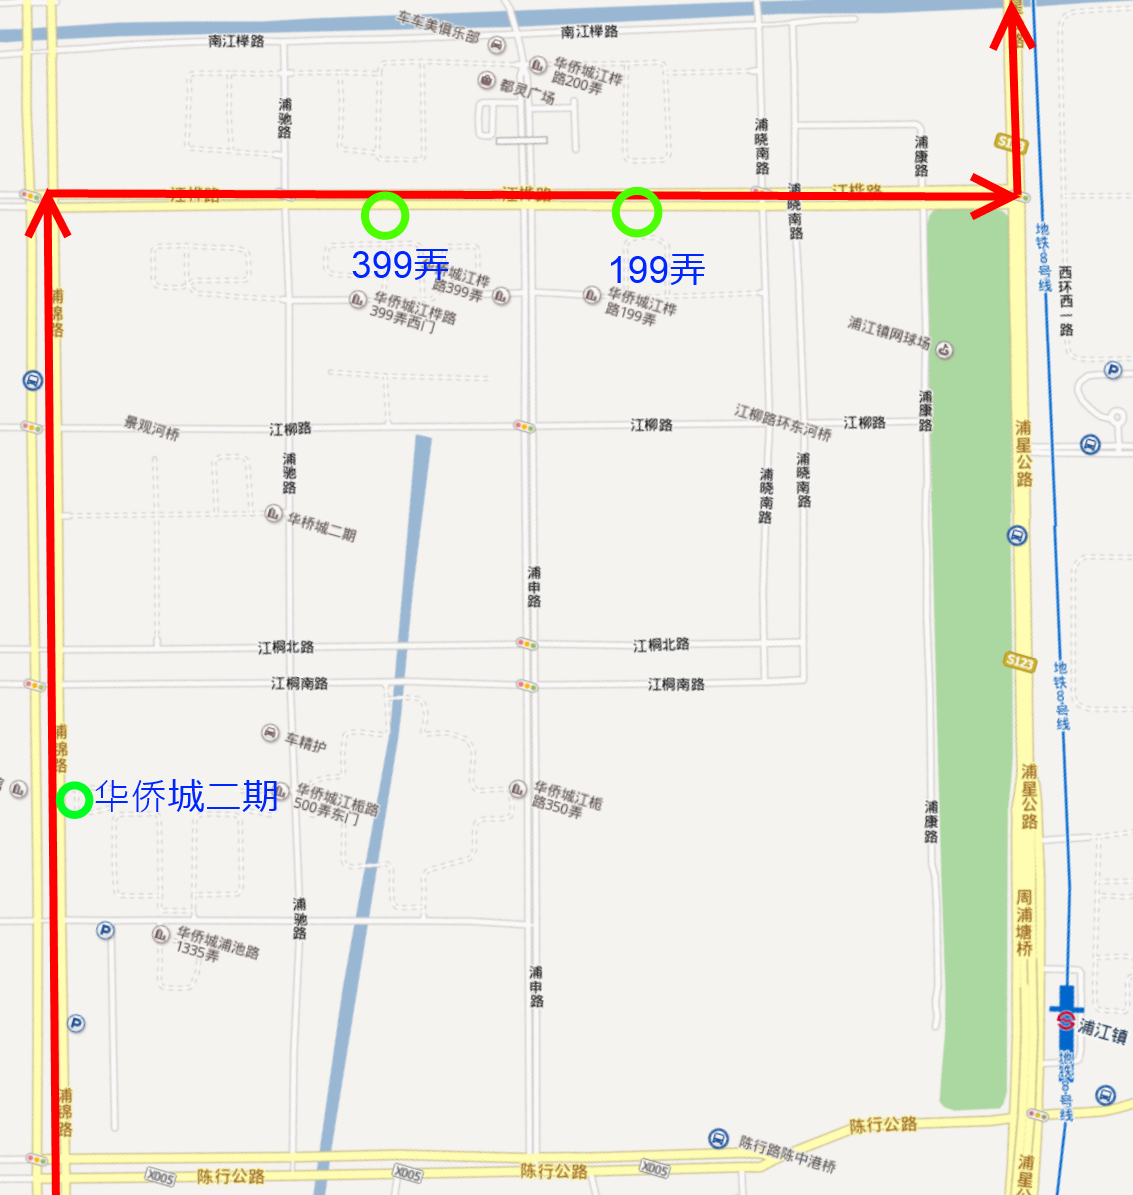 车车美俱乐部
南江桦路
南江桦路
华侨城江桦
路200弄
都灵广场
浦驰路
浦晓南路
浦康路
S123
江桦路
江桦路
江桦路
浦晓南路
399弄
199弄
华侨城江桦
路399弄
华侨城江桦路
399弄西门
华侨城江桦
路199弄
地铁8号线
西环西一路
浦锦路
浦江镇网球场
浦康路
景观河桥
江柳路
江柳路
江柳路环东河桥
江柳路
浦星公路
浦驰路
浦晓南路
浦晓南路
华桥城二期
浦申路
江桐北路
江桐北路
江桐南路
江桐南路
S123
地铁8号线
浦锦路
车精护
华侨城二期
华侨城江栀路
500弄东门
华侨城江栀
路350弄
浦星公路
浦康路
浦驰路
周浦塘桥
P
华侨城浦池路
1335弄
浦申路
P
P
浦江镇
地铁8号线
浦锦路
陈行公路
陈行路陈中港桥
X005
陈行公路
X005
陈行公路
X005
浦星公